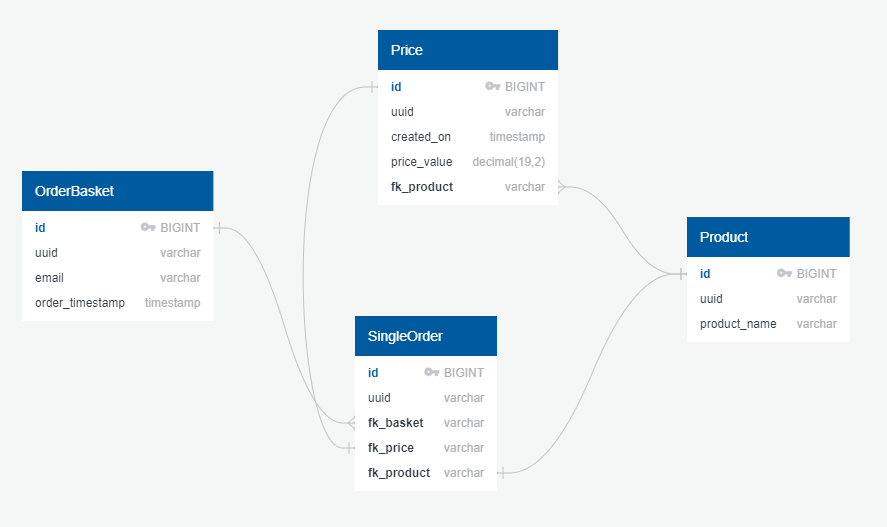 Price
id BIGINT
uuid varchar
created_on timestamp
price_value decimal(19,2)
fk_product varchar
OrderBasket
id BIGINT
uuid varchar
email varchar
order_timestamp timestamp
Product
id BIGINT
uuid varchar
product_name varchar
SingleOrder
id BIGINT
uuid varchar
fk_basket varchar
fk_price varchar
fk_product varchar